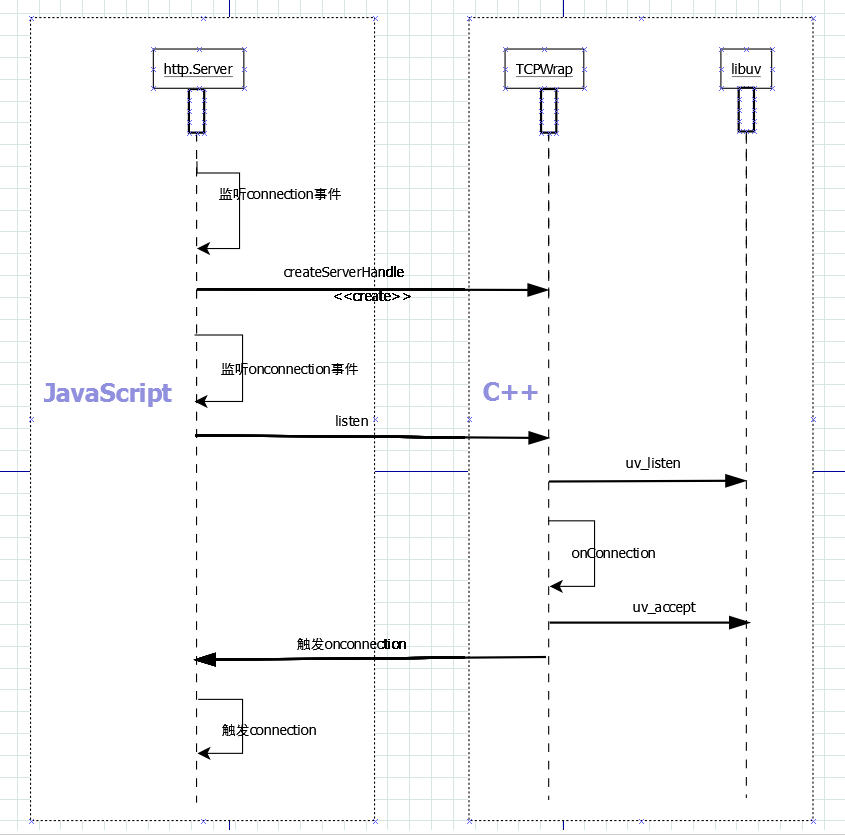 http.Server
TCPWrap
libuv
监听connection事件
createServerHandle
<<create>>
监听onconnection事件
JavaScript
C++
listen
uv_listen
onConnection
uv_accept
触发onconnection
触发connection